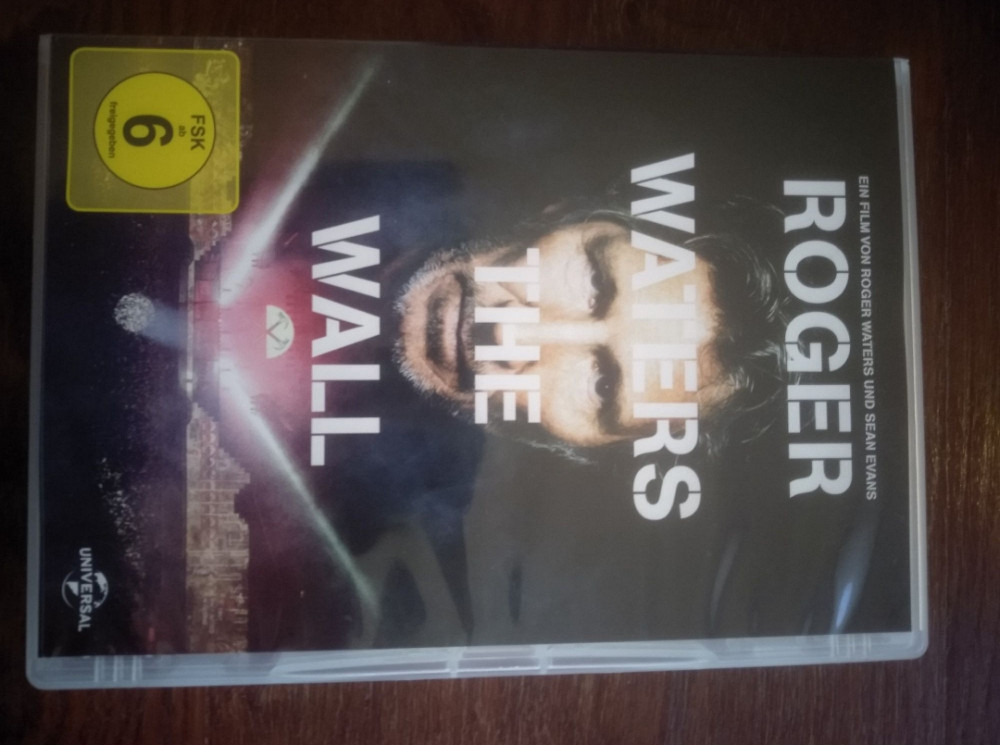 EIN FILM VON ROGER WATERS UND SEAN EVANS
ROGER
WATERS
THE
WALL
FSK
ab
6
freigegeben
UNIVERSAL